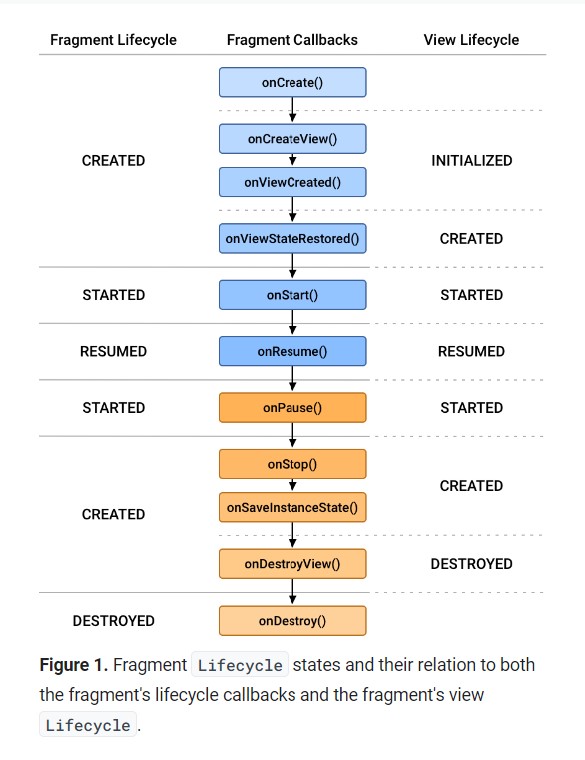 Fragment Lifecycle Fragment Callbacks View Lifecycle
onCreate()
onCreateView()
CREATED INITIALIZED
onViewCreated()
onViewStateRestored() CREATED
STARTED onStart() STARTED
RESUMED onResume() RESUMED
STARTED onPause() STARTED
onStop()
CREATED
onSaveInstanceState()
CREATED
onDestroyView() DESTROYED
DESTROYED onDestroy()
Figure 1. Fragment Lifecycle states and their relation to both
the fragment's lifecycle callbacks and the fragment's view
Lifecycle.